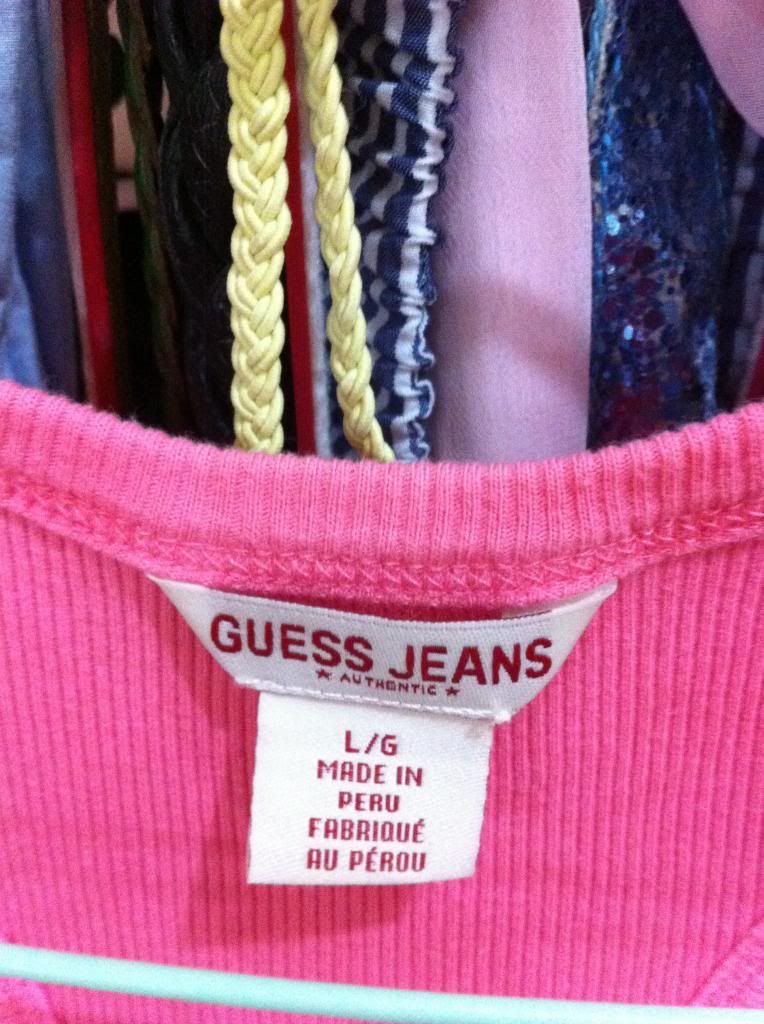 GUESS JEANS
★ AUTHENTIC ★
L/G
MADE IN
PERU
FABRIQUÉ
AU PÉROU